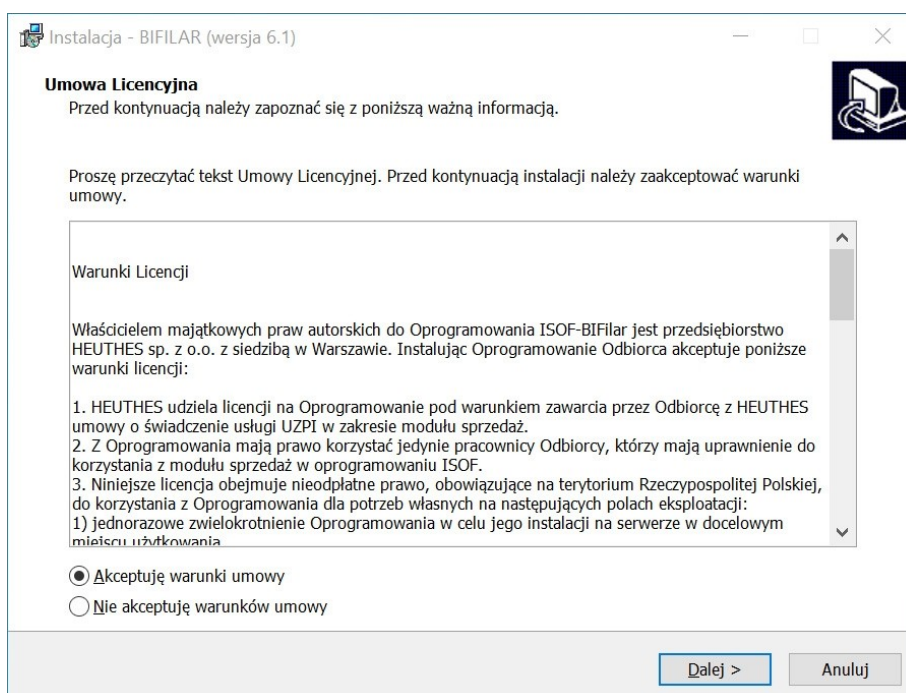 Instalacja - BIFILAR (wersja 6.1)
Umowa Licencyjna
Przed kontynuacją należy zapoznać się z poniższą ważną informacją.
Proszę przeczytać tekst Umowy Licencyjnej. Przed kontynuacją instalacji należy zaakceptować warunki
umowy.
Warunki Licencji
Właścicielem majątkowych praw autorskich do Oprogramowania ISOF-BIFilar jest przedsiębiorstwo
HEUTHES sp. z o.o. z siedzibą w Warszawie. Instalując Oprogramowanie Odbiorca akceptuje poniższe
warunki licencji:
1. HEUTHES udziela licencji na Oprogramowanie pod warunkiem zawarcia przez Odbiorcę z HEUTHES
umowy o świadczenie usługi UZPI w zakresie modułu sprzedaż.
2. Z Oprogramowania mają prawo korzystać jedynie pracownicy Odbiorcy, którzy mają uprawnienie do
korzystania z modułu sprzedaż w oprogramowaniu ISOF.
3. Niniejsze licencja obejmuje nieodpłatne prawo, obowiązujące na terytorium Rzeczypospolitej Polskiej,
do korzystania z Oprogramowania dla potrzeb własnych na następujących polach eksploatacji:
1) jednorazowe zwielokrotnienie Oprogramowania w celu jego instalacji na serwerze w docelowym
miejscu użytkowania
Akceptuję warunki umowy
Nie akceptuję warunków umowy
Dalej >
Anuluj